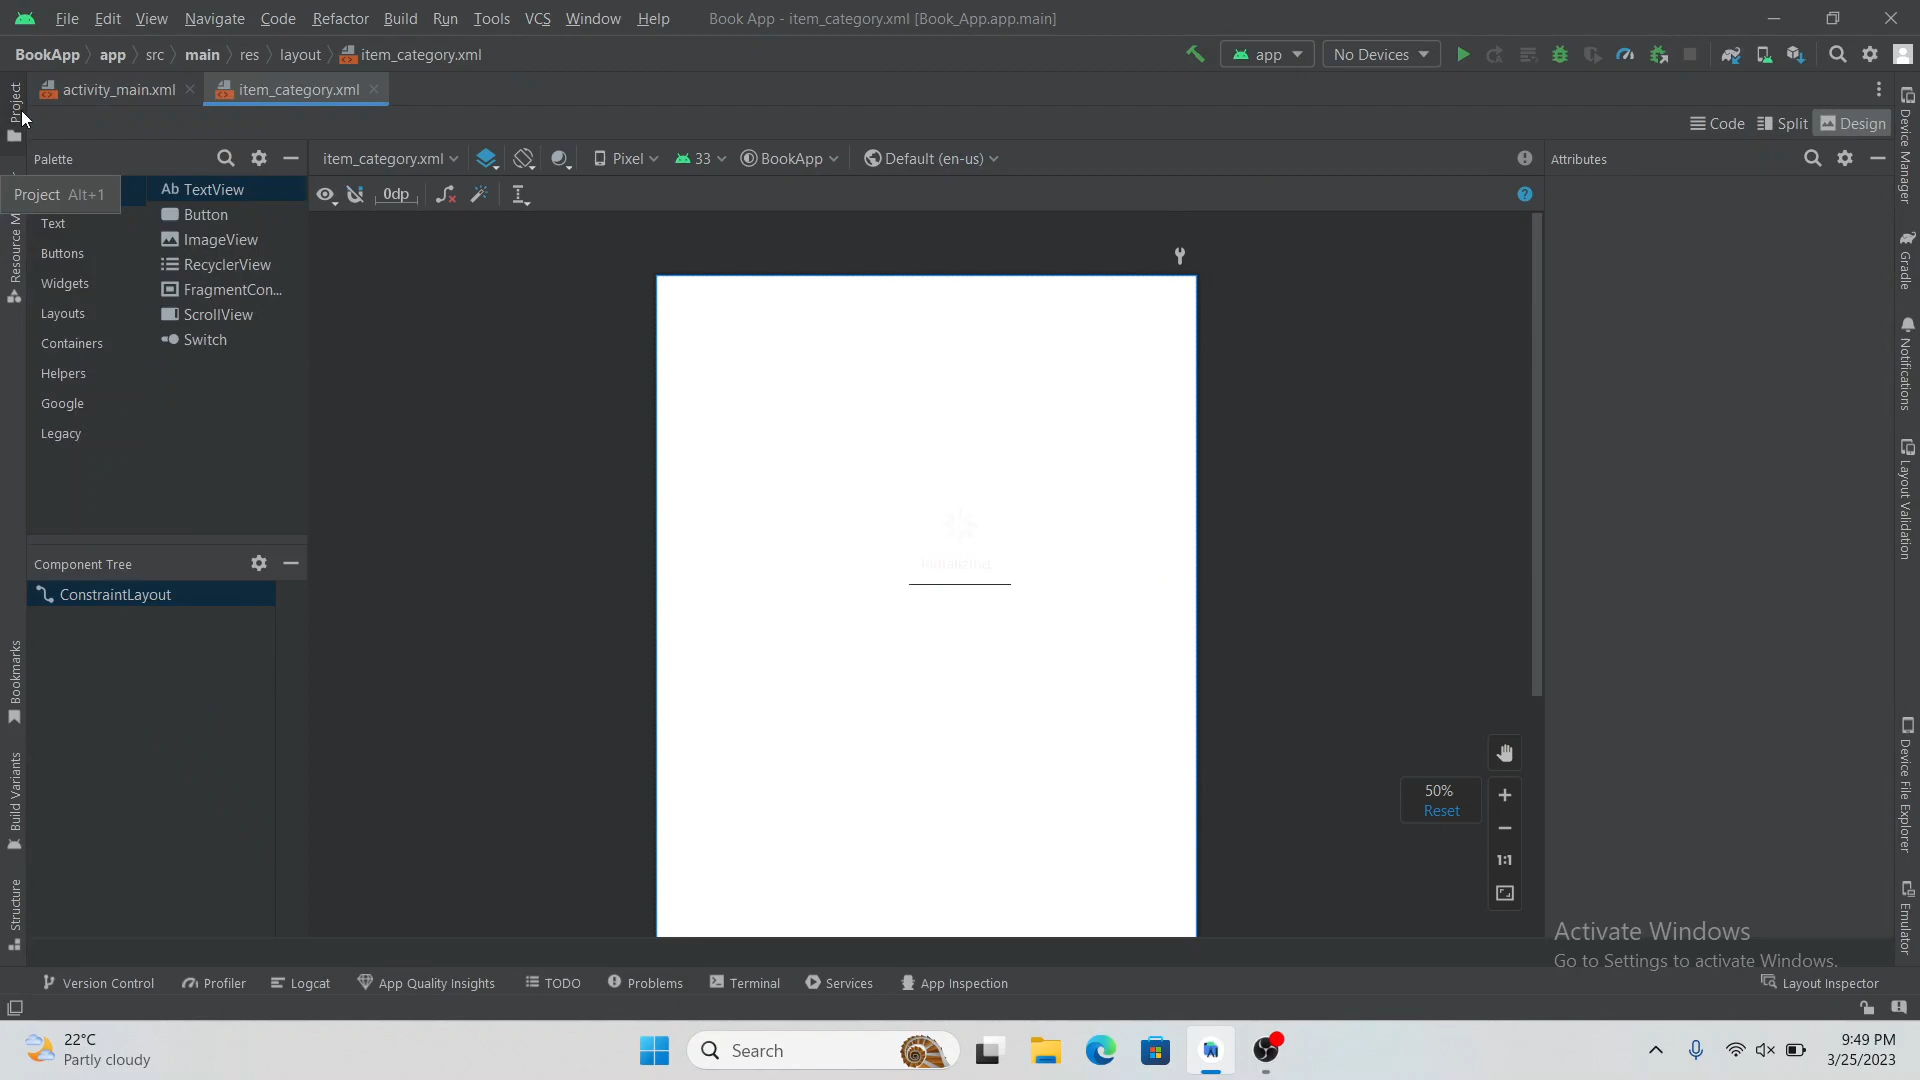 File Edit View Navigate Code Refactor Build Run Tools VCS Window Help Book App - item_category.xml [Book_App.app.main]
BookApp app src main res layout item_category.xml
app No Devices
activity_main.xml item_category.xml
Code Split Design
Palette
item_category.xml Pixel 33 BookApp Default (en-us)
Attributes
Project Alt+1
0dp
Ab TextView
Text
Button
Buttons
ImageView
Widgets
RecyclerView
Layouts
FragmentCon...
Containers
ScrollView
Helpers
Switch
Google
Legacy
Initializing...
Component Tree
ConstraintLayout
50%
Reset
1:1
Project
Bookmarks
Build Variants
Structure
Device Manager
Gradle
Notifications
Layout Validation
Device File Explorer
Emulator
Activate Windows
Go to Settings to activate Windows.
Version Control Profiler Logcat App Quality Insights TODO Problems Terminal Services App Inspection Layout Inspector
22°C
Partly cloudy
Search
9:49 PM
3/25/2023